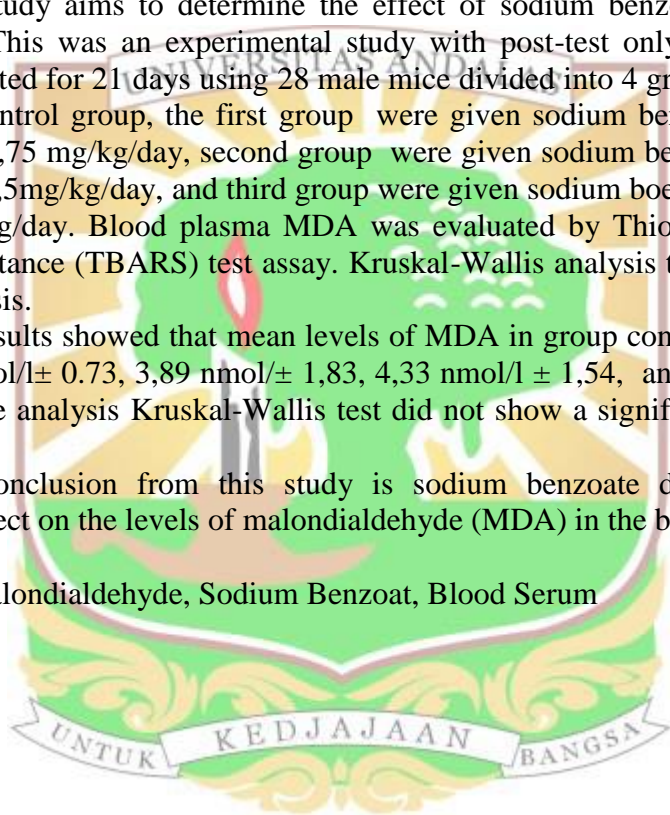 study aims to determine the effect of sodium benzo
This was an experimental study with post-test only
ted for 21 days using 28 male mice divided into 4 gr
ntrol group, the first group were given sodium ben
,75 mg/kg/day, second group were given sodium be
,5mg/kg/day, and third group were given sodium boe
g/day. Blood plasma MDA was evaluated by Thio
tance (TBARS) test assay. Kruskal-Wallis analysis t
sis.
esults showed that mean levels of MDA in group con
ol/l± 0.73, 3,89 nmol/± 1,83, 4,33 nmol/l ± 1,54, an
e analysis Kruskal-Wallis test did not show a signif
onclusion from this study is sodium benzoate d
ect on the levels of malondialdehyde (MDA) in the b
alondialdehyde, Sodium Benzoat, Blood Serum
UNIVERSITAS ANDALAS
UNTUK KEDJAJAAN BANGSA